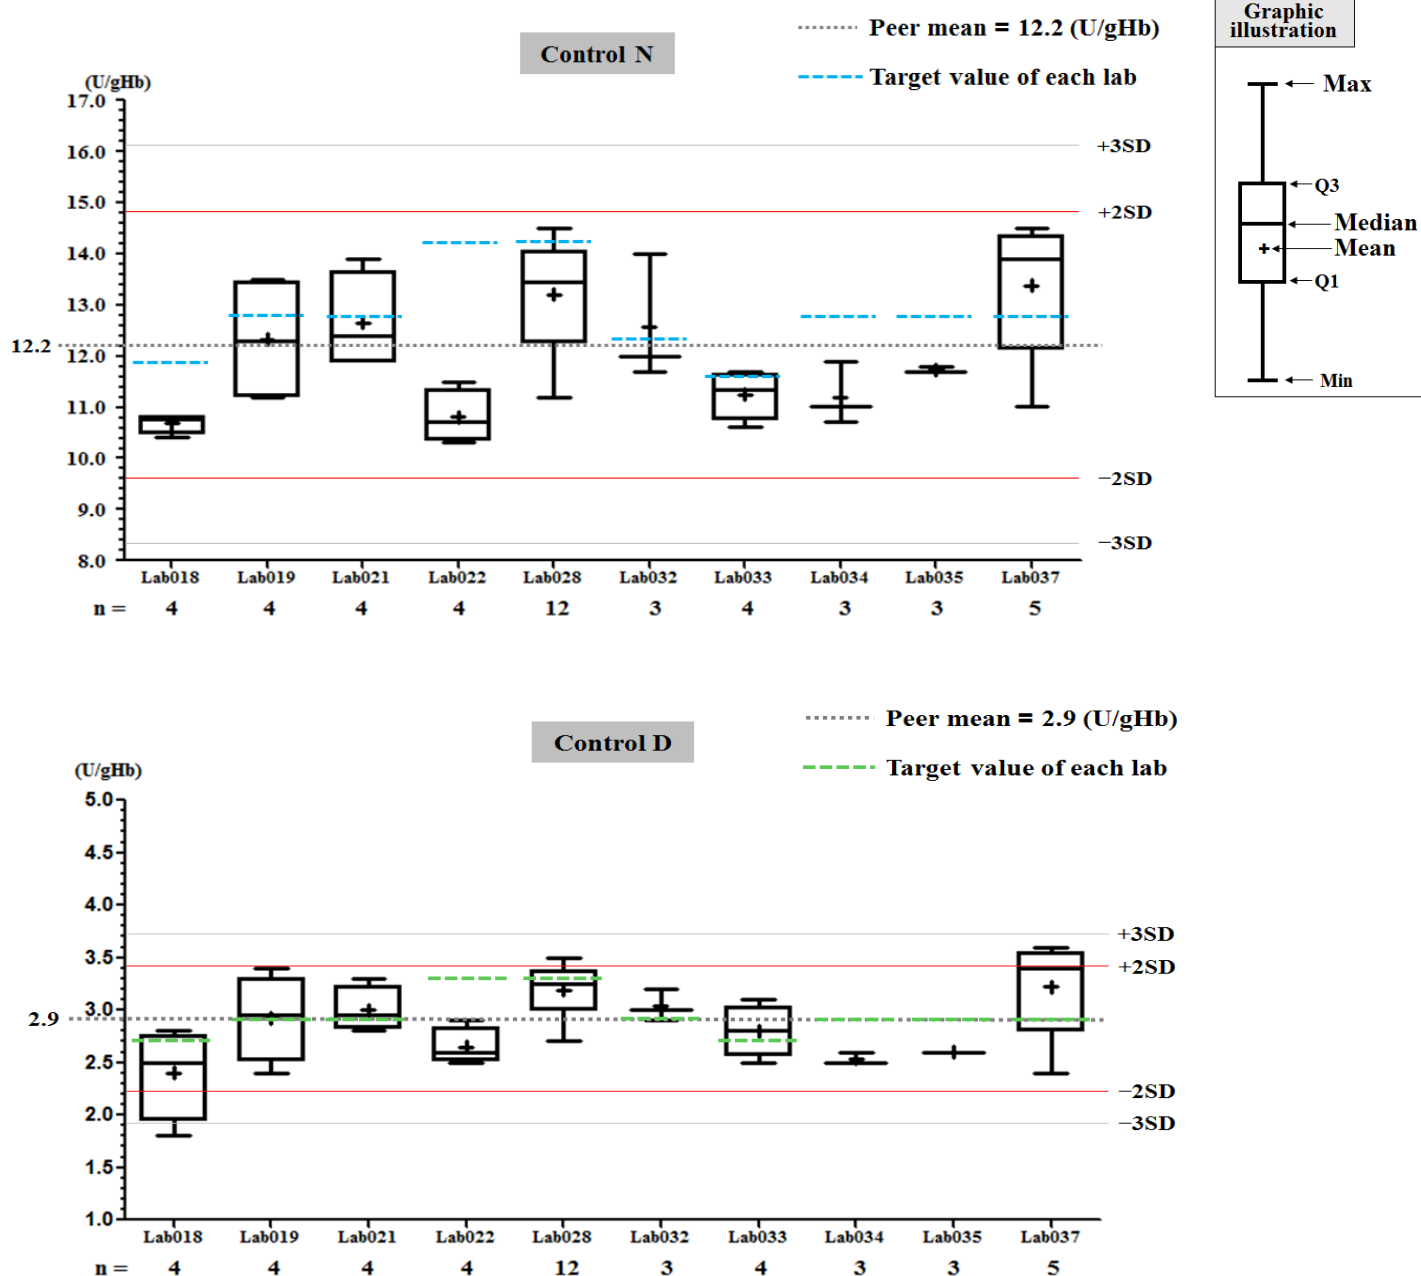 Peer mean = 12.2 (U/gHb)
Control N
Target value of each lab
(U/gHb)
17.0
16.0
+3SD
15.0
+2SD
14.0
13.0
12.2
12.0
11.0
10.0
−2SD
9.0
−3SD
8.0
Lab018 Lab019 Lab021 Lab022 Lab028 Lab032 Lab033 Lab034 Lab035 Lab037
n = 4 4 4 4 12 3 4 3 3 5
Graphic
illustration
Max
Q3
Median
Mean
Q1
Min
Peer mean = 2.9 (U/gHb)
Control D
Target value of each lab
(U/gHb)
5.0
4.5
4.0
+3SD
3.5
+2SD
3.0
2.9
2.5
−2SD
2.0
−3SD
1.5
1.0
Lab018 Lab019 Lab021 Lab022 Lab028 Lab032 Lab033 Lab034 Lab035 Lab037
n = 4 4 4 4 12 3 4 3 3 5